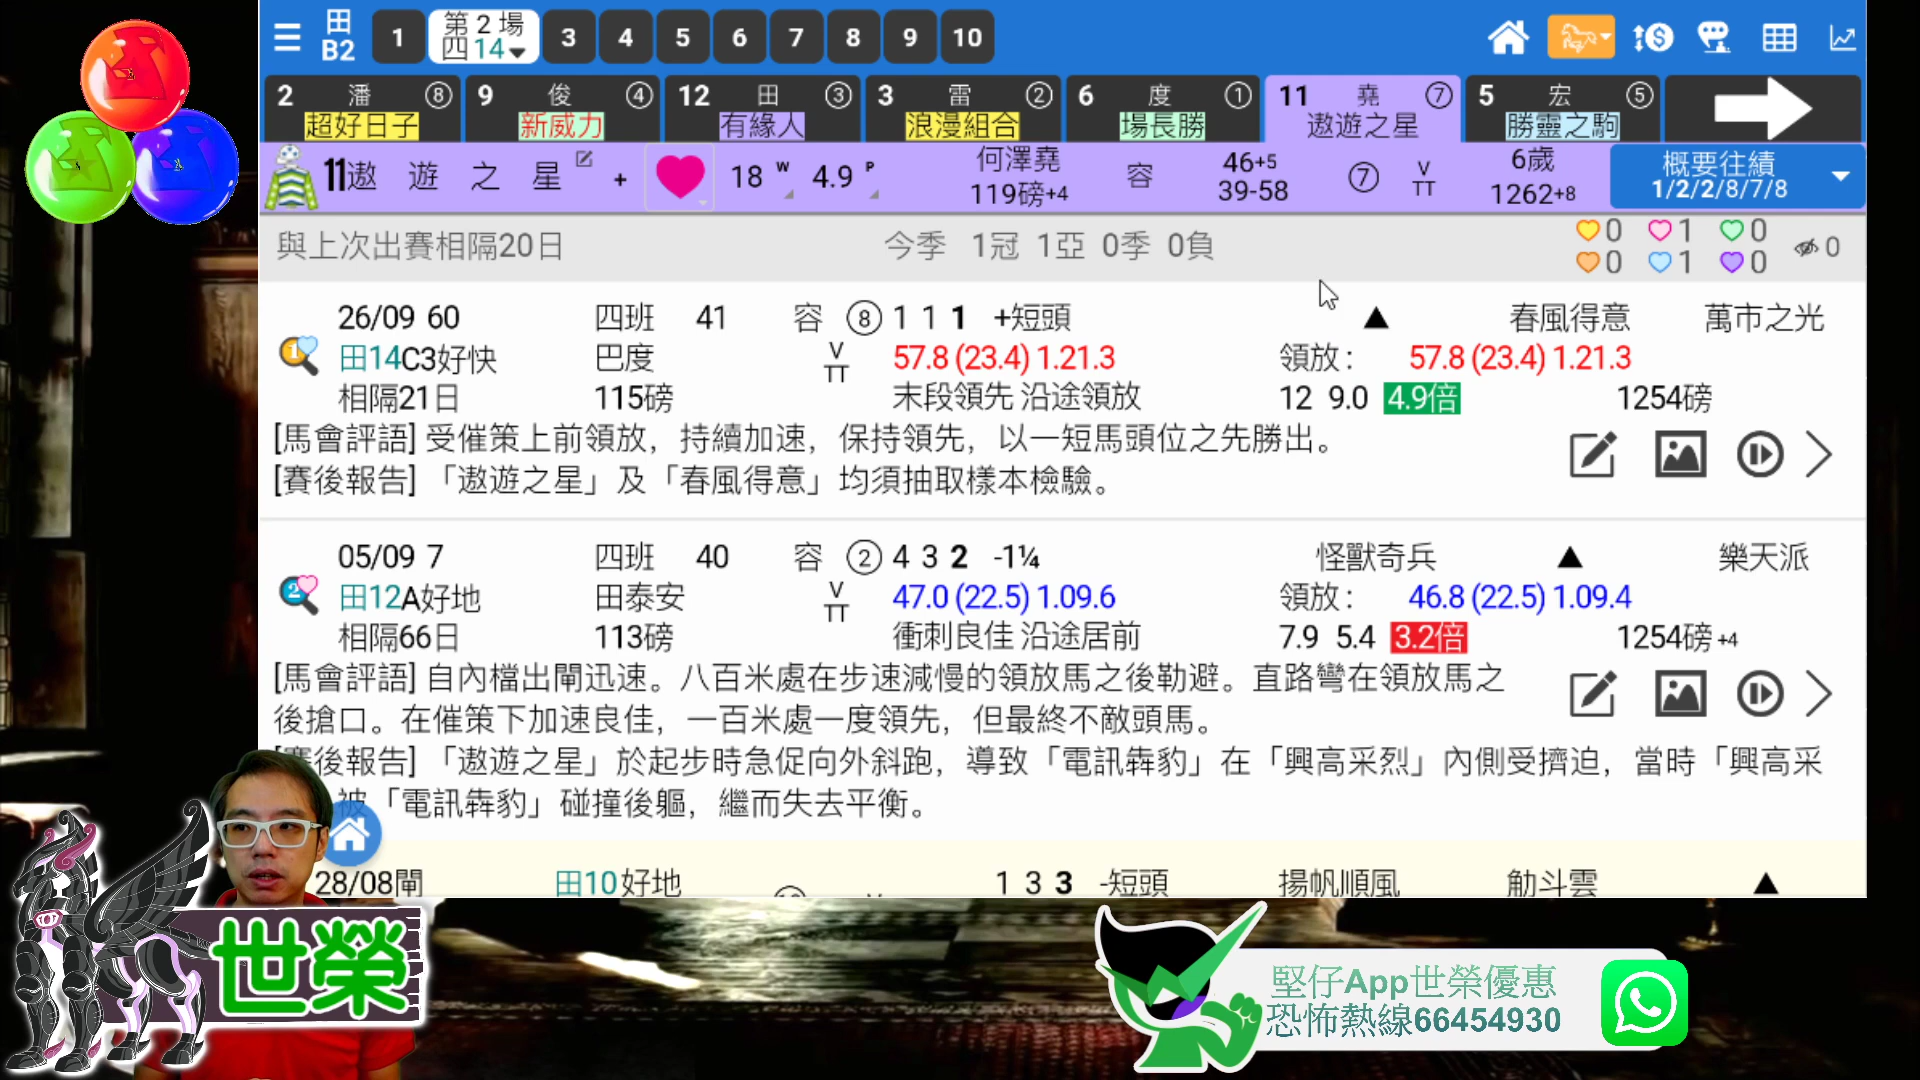 田
B2
1
第 2 場
四14
3
4
5
6
7
8
9
10
2 潘 ⑧
超好日子
9 俊 ④
新威力
12 田 ③
有緣人
3 雷 ②
浪漫組合
6 度 ①
場長勝
11 堯 ⑦
遨遊之星
5 宏 ⑤
勝靈之駒
11遨遊之星 + 18 W 4.9 P
何澤堯
119磅+4
容
46+5
39-58
⑦
V
TT
6歲
1262+8
概要往績
1/2/2/8/7/8
與上次出賽相隔20日 今季 1冠 1亞 0季 0負
0 1 0
0 1 0
0
26/09 60 四班 41 容 ⑧ 1 1 1 +短頭 ▲ 春風得意 萬市之光
1 田14C3好快 巴度 V TT 57.8 (23.4) 1.21.3 領放： 57.8 (23.4) 1.21.3
相隔21日 115磅 末段領先 沿途領放 12 9.0 4.9倍 1254磅
[馬會評語] 受催策上前領放，持續加速，保持領先，以一短馬頭位之先勝出。
[賽後報告] 「遨遊之星」及「春風得意」均須抽取樣本檢驗。
05/09 7 四班 40 容 ② 4 3 2 -1¼ 怪獸奇兵 ▲ 樂天派
2 田12A好地 田泰安 V TT 47.0 (22.5) 1.09.6 領放： 46.8 (22.5) 1.09.4
相隔66日 113磅 衝刺良佳 沿途居前 7.9 5.4 3.2倍 1254磅 +4
[馬會評語] 自內檔出閘迅速。八百米處在步速減慢的領放馬之後勒避。直路彎在領放馬之
後搶口。在催策下加速良佳，一百米處一度領先，但最終不敵頭馬。
後報告] 「遨遊之星」於起步時急促向外斜跑，導致「電訊犇豹」在「興高采烈」內側受擠迫，當時「興高采
被「電訊犇豹」碰撞後軀，繼而失去平衡。
28/08閘 田10好地 1 3 3 -短頭 揚帆順風 觔斗雲 ▲
世榮
堅仔App世榮優惠
恐怖熱線66454930